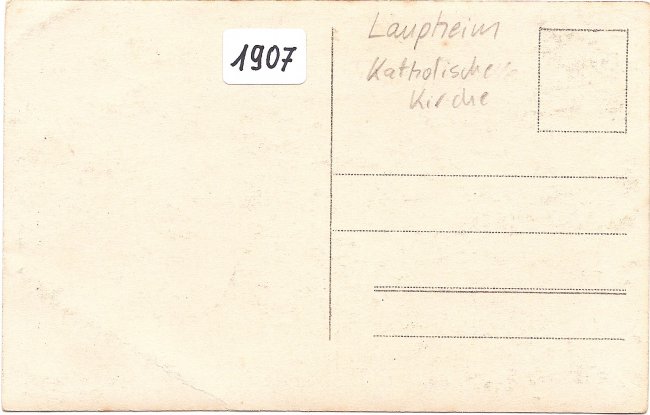 1907
Laupheim
Katholische
Kirche